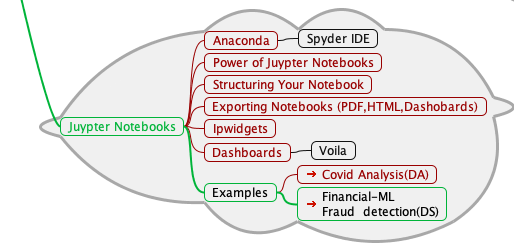 Anaconda
Spyder IDE
Power of Juypter Notebooks
Structuring Your Notebook
Exporting Notebooks (PDF,HTML,Dashobards)
Juypter Notebooks
Ipwidgets
Dashboards
Voila
Examples
➜ Covid Analysis(DA)
➜ Financial-ML
Fraud detection(DS)